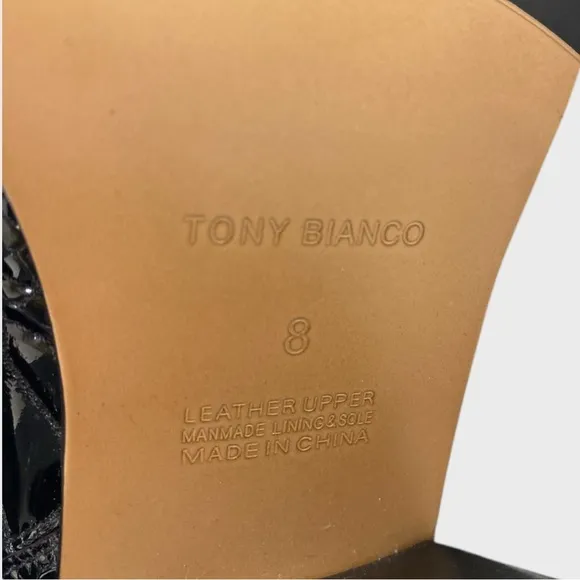 TONY BIANCO
8
LEATHER UPPER
MANMADE LINING&SOLE
MADE IN CHINA